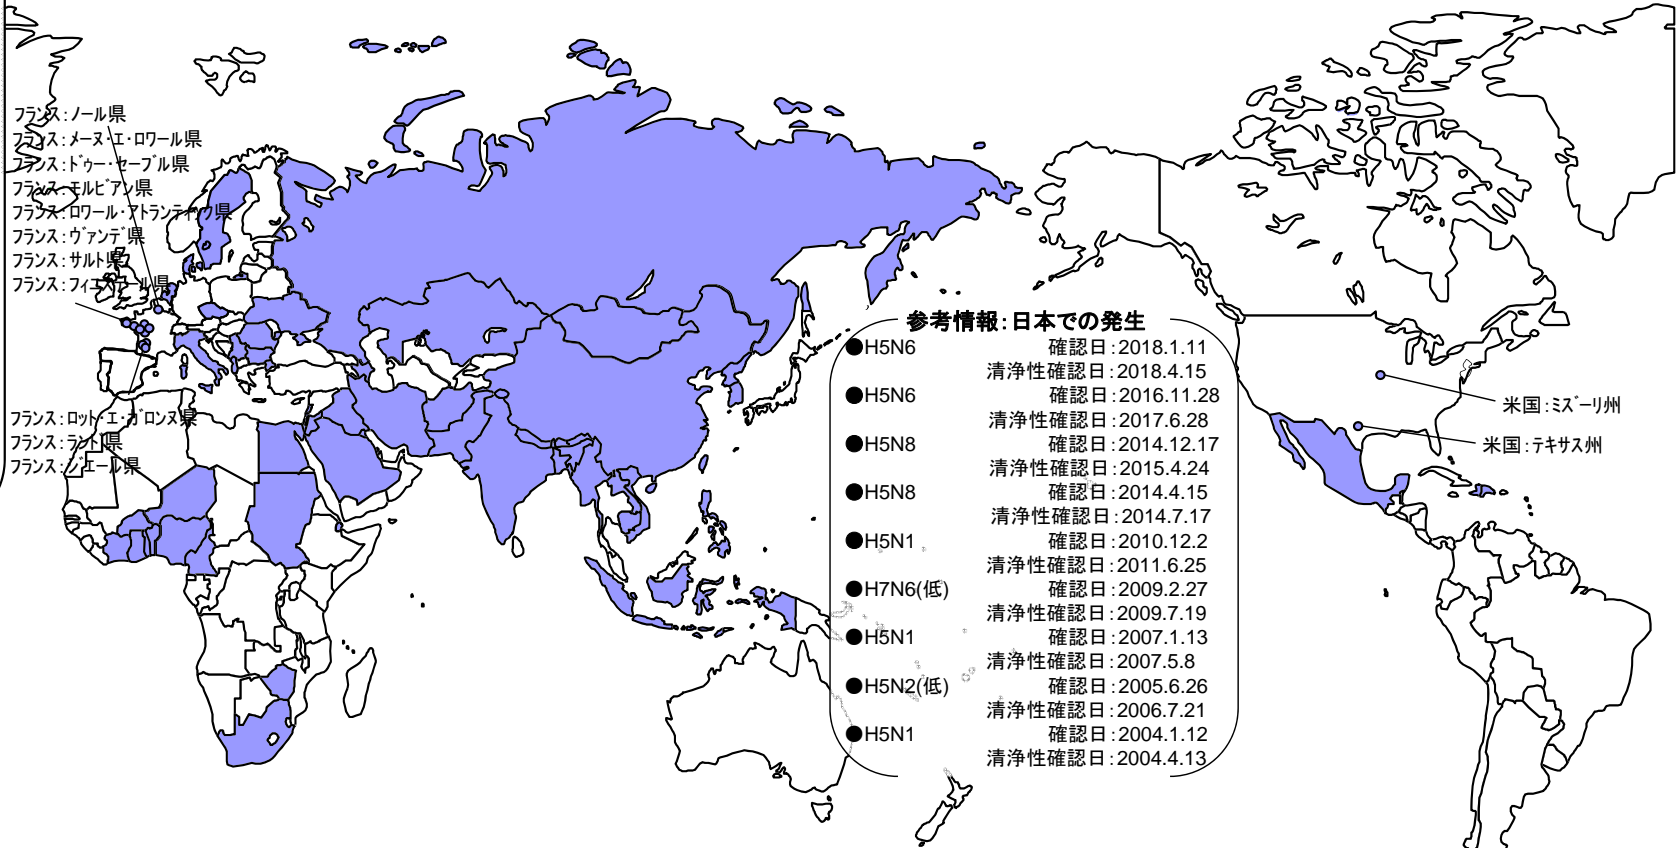 フランス:ノール県
フランス:メーヌ・エ・ロワール県
フランス:ドゥー・セーブル県
フランス:モルビアン県
フランス:ロワール・アトランティック県
フランス:ヴァンデ県
フランス:サルト県
フランス:フィニステール県
フランス:ロット・エ・ガロンヌ県
フランス:ランド県
フランス:ジェール県
参考情報:日本での発生
●H5N6 確認日:2018.1.11
清浄性確認日:2018.4.15
●H5N6 確認日:2016.11.28
清浄性確認日:2017.6.28
●H5N8 確認日:2014.12.17
清浄性確認日:2015.4.24
●H5N8 確認日:2014.4.15
清浄性確認日:2014.7.17
●H5N1 確認日:2010.12.2
清浄性確認日:2011.6.25
●H7N6(低) 確認日:2009.2.27
清浄性確認日:2009.7.19
●H5N1 確認日:2007.1.13
清浄性確認日:2007.5.8
●H5N2(低) 確認日:2005.6.26
清浄性確認日:2006.7.21
●H5N1 確認日:2004.1.12
清浄性確認日:2004.4.13
米国:ミズーリ州
米国:テキサス州